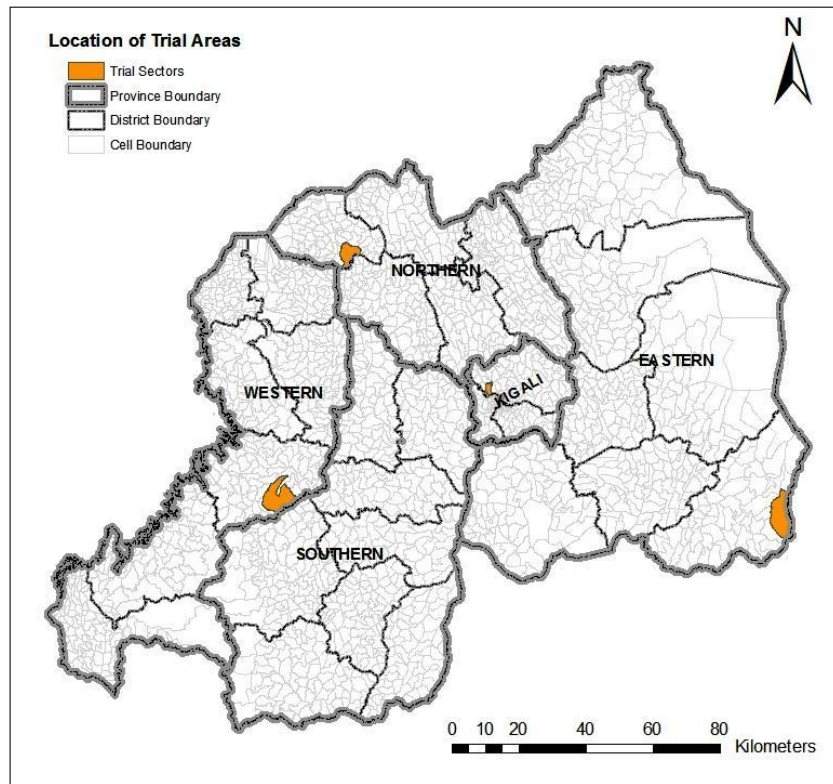 Location of Trial Areas
Trial Sectors
Province Boundary
District Boundary
Cell Boundary
N
NORTHERN
EASTERN
KIGALI
WESTERN
SOUTHERN
0 10 20 40 60 80
Kilometers